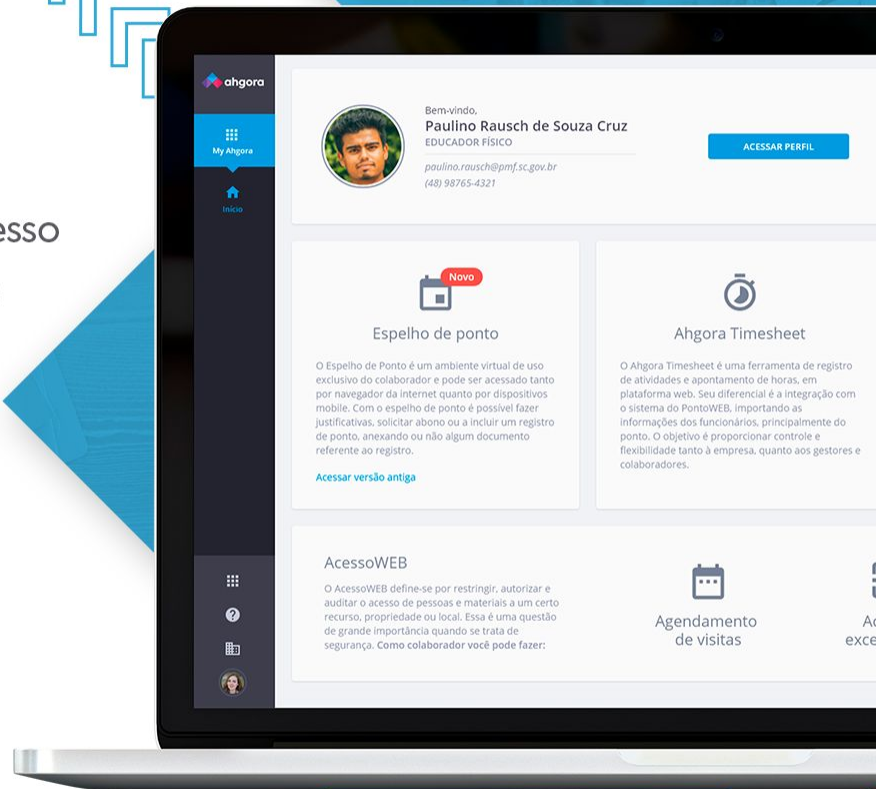 esso
ahgora
My Ahgora
Início
Bem-vindo,
Paulino Rausch de Souza Cruz
EDUCADOR FÍSICO
paulino.rausch@pmf.sc.gov.br
(48) 98765-4321
ACESSAR PERFIL
Novo
Espelho de ponto
O Espelho de Ponto é um ambiente virtual de uso
exclusivo do colaborador e pode ser acessado tanto
por navegador da internet quanto por dispositivos
mobile. Com o espelho de ponto é possível fazer
justificativas, solicitar abono ou a incluir um registro
de ponto, anexando ou não algum documento
referente ao registro.
Acessar versão antiga
Ahgora Timesheet
O Ahgora Timesheet é uma ferramenta de registro
de atividades e apontamento de horas, em
plataforma web. Seu diferencial é a integração com
o sistema do PontoWEB, importando as
informações dos funcionários, principalmente do
ponto. O objetivo é proporcionar controle e
flexibilidade tanto à empresa, quanto aos gestores e
colaboradores.
AcessoWEB
O AcessoWEB define-se por restringir, autorizar e
auditar o acesso de pessoas e materiais a um certo
recurso, propriedade ou local. Essa é uma questão
de grande importância quando se trata de
segurança. Como colaborador você pode fazer:
Agendamento
de visitas
Ac
exce